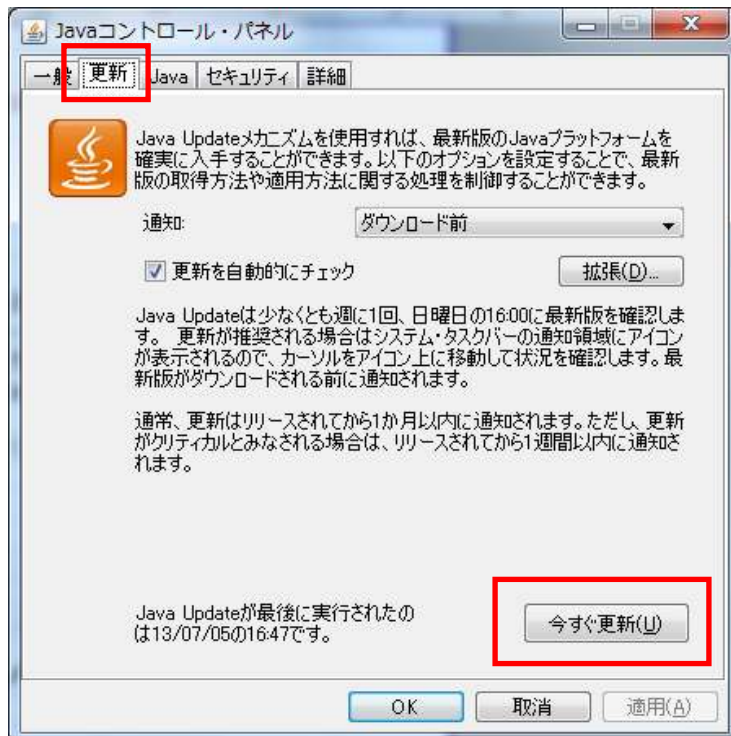 Javaコントロール・パネル
一般 更新 Java セキュリティ 詳細
Java Updateメカニズムを使用すれば、最新版のJavaプラットフォームを
確実に入手することができます。以下のオプションを設定することで、最新
版の取得方法や適用方法に関する処理を制御することができます。
通知: ダウンロード前
更新を自動的にチェック 拡張(D)...
Java Updateは少なくとも週に1回、日曜日の16:00に最新版を確認しま
す。 更新が推奨される場合はシステム・タスクバーの通知領域にアイコン
が表示されるので、カーソルをアイコン上に移動して状況を確認します。最
新版がダウンロードされる前に通知されます。
通常、更新はリリースされてから1か月以内に通知されます。ただし、更新
がクリティカルとみなされる場合は、リリースされてから1週間以内に通知さ
れます。
Java Updateが最後に実行されたの
は13/07/05の16:47です。
今すぐ更新(U)
OK 取消 適用(A)